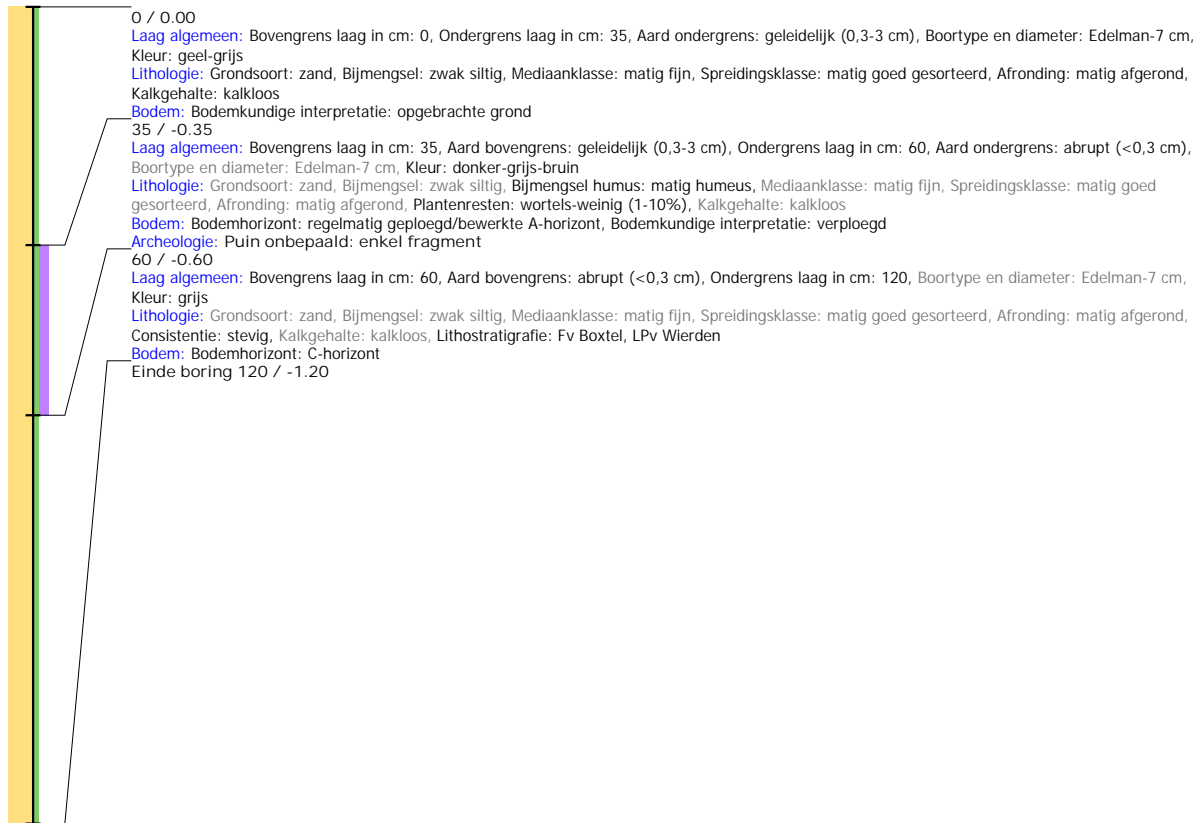 0 / 0.00
Laag algemeen: Bovengrens laag in cm: 0, Ondergrens laag in cm: 35, Aard ondergrens: geleidelijk (0,3-3 cm), Boortype en diameter: Edelman-7 cm,
Kleur: geel-grijs
Lithologie: Grondsoort: zand, Bijmengsel: zwak siltig, Mediaanklasse: matig fijn, Spreidingsklasse: matig goed gesorteerd, Afronding: matig afgerond,
Kalkgehalte: kalkloos
Bodem: Bodemkundige interpretatie: opgebrachte grond
35 / -0.35
Laag algemeen: Bovengrens laag in cm: 35, Aard bovengrens: geleidelijk (0,3-3 cm), Ondergrens laag in cm: 60, Aard ondergrens: abrupt (<0,3 cm),
Boortype en diameter: Edelman-7 cm, Kleur: donker-grijs-bruin
Lithologie: Grondsoort: zand, Bijmengsel: zwak siltig, Bijmengsel humus: matig humeus, Mediaanklasse: matig fijn, Spreidingsklasse: matig goed
gesorteerd, Afronding: matig afgerond, Plantenresten: wortels-weinig (1-10%), Kalkgehalte: kalkloos
Bodem: Bodemhorizont: regelmatig geploegd/bewerkte A-horizont, Bodemkundige interpretatie: verploegd
Archeologie: Puin onbepaald: enkel fragment
60 / -0.60
Laag algemeen: Bovengrens laag in cm: 60, Aard bovengrens: abrupt (<0,3 cm), Ondergrens laag in cm: 120, Boortype en diameter: Edelman-7 cm,
Kleur: grijs
Lithologie: Grondsoort: zand, Bijmengsel: zwak siltig, Mediaanklasse: matig fijn, Spreidingsklasse: matig goed gesorteerd, Afronding: matig afgerond,
Consistentie: stevig, Kalkgehalte: kalkloos, Lithostratigrafie: Fv Boxtel, LPv Wierden
Bodem: Bodemhorizont: C-horizont
Einde boring 120 / -1.20